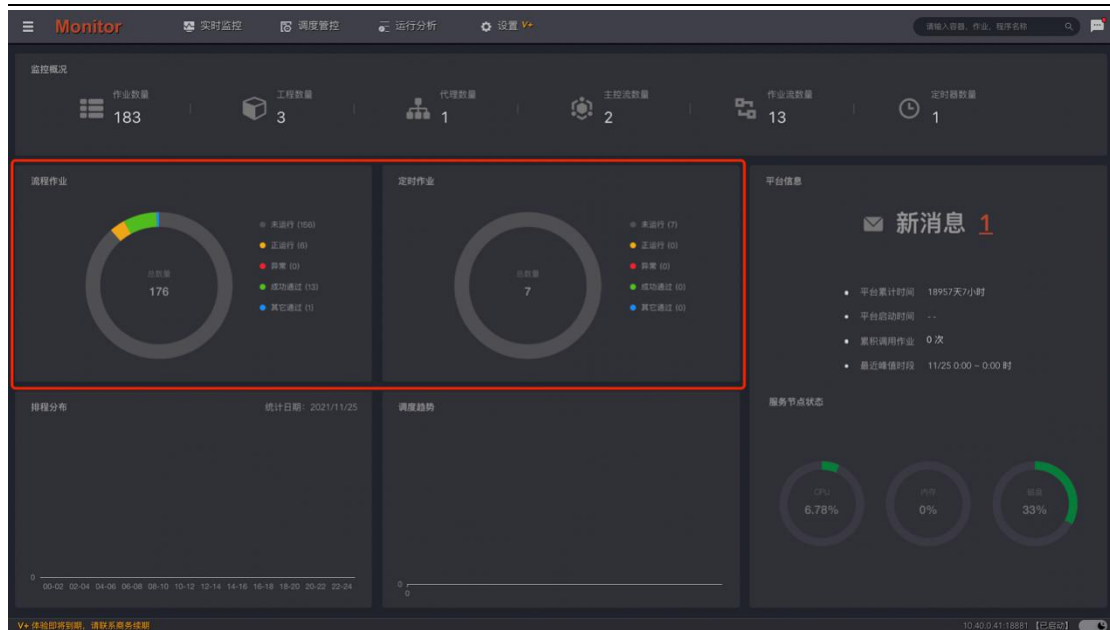 Monitor
实时监控
调度管控
运行分析
设置 V+
请输入容器, 作业, 程序名称
监控概况
作业数量
183
工程数量
3
代理数量
1
主控流数量
2
作业流数量
13
定时器数量
1
流程作业
总数量
176
未运行 (156)
正运行 (6)
异常 (0)
成功通过 (13)
其它通过 (1)
定时作业
总数量
7
未运行 (7)
正运行 (0)
异常 (0)
成功通过 (0)
其它通过 (0)
平台信息
新消息 1
平台累计时间 18957天7小时
平台启动时间 --
累积调用作业 0 次
最近峰值时段 11/25 0:00 ~ 0:00 时
排程分布
统计日期: 2021/11/25
0
00-02 02-04 04-06 06-08 08-10 10-12 12-14 14-16 16-18 18-20 20-22 22-24
调度趋势
0
0
服务节点状态
CPU
6.78%
内存
0%
磁盘
33%
V+ 体验即将到期, 请联系商务续期
10.40.0.41:18881 【已启动】